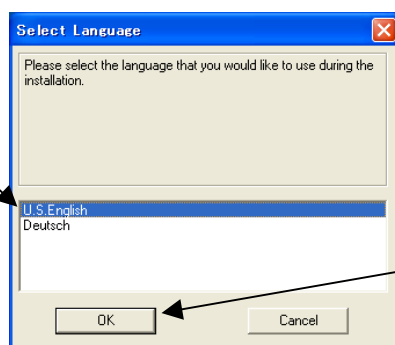 Select Language
Please select the language that you would like to use during the
installation.
U.S.English
Deutsch
OK
Cancel